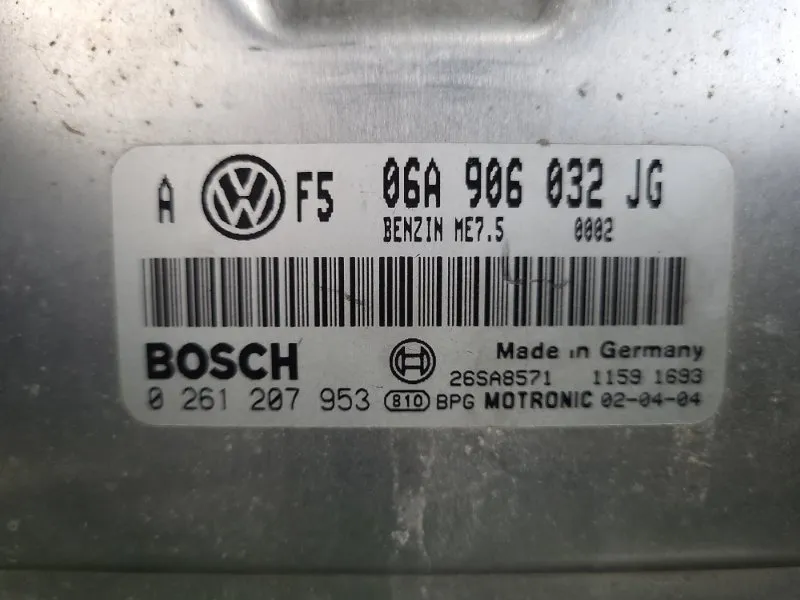 A VW F5 06A 906 032 JG
BENZIN ME7.5 0002
BOSCH Made in Germany
26SA8571 1159 1693
0 261 207 953 810 BPG MOTRONIC 02-04-04